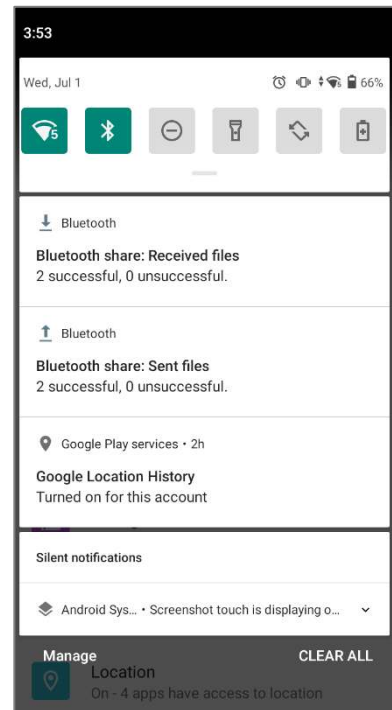 3:53
Wed, Jul 1
66%
5
Bluetooth
Bluetooth share: Received files
2 successful, 0 unsuccessful.
Bluetooth
Bluetooth share: Sent files
2 successful, 0 unsuccessful.
Google Play services • 2h
Google Location History
Turned on for this account
Silent notifications
Android Sys... • Screenshot touch is displaying o...
Manage
CLEAR ALL
Location
On - 4 apps have access to location